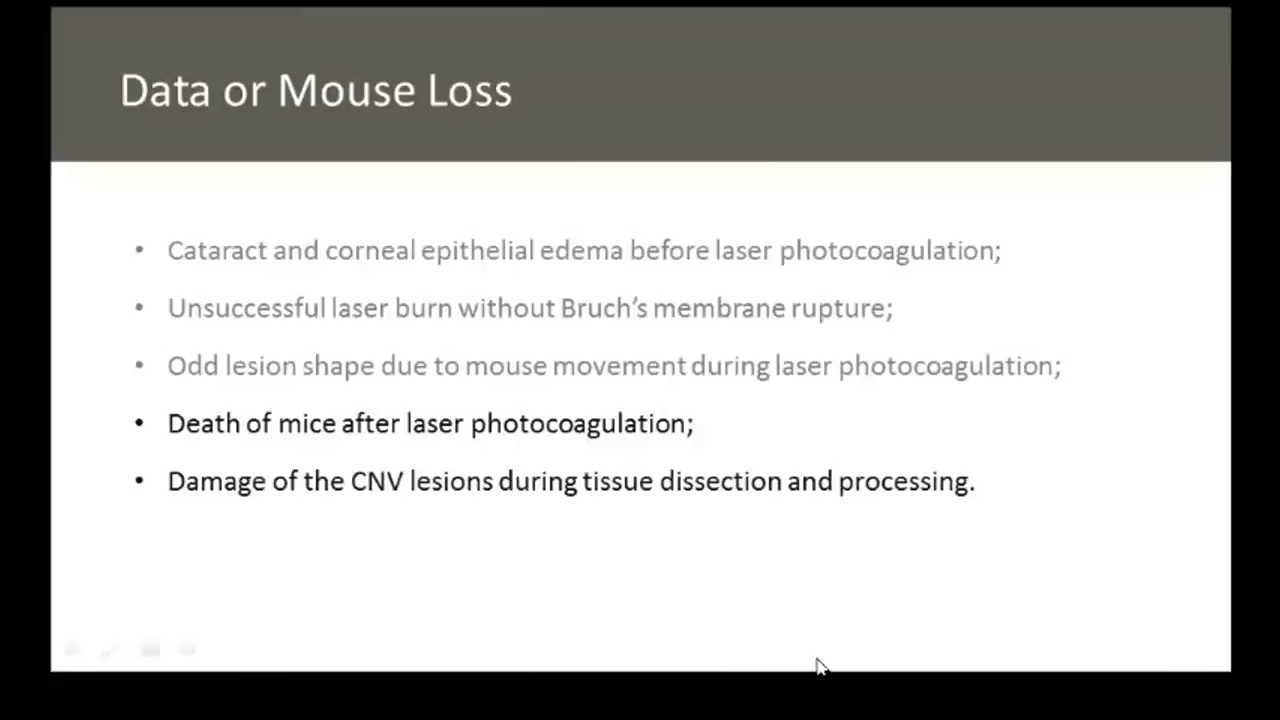 Data or Mouse Loss
• Cataract and corneal epithelial edema before laser photocoagulation;
• Unsuccessful laser burn without Bruch’s membrane rupture;
• Odd lesion shape due to mouse movement during laser photocoagulation;
• Death of mice after laser photocoagulation;
• Damage of the CNV lesions during tissue dissection and processing.